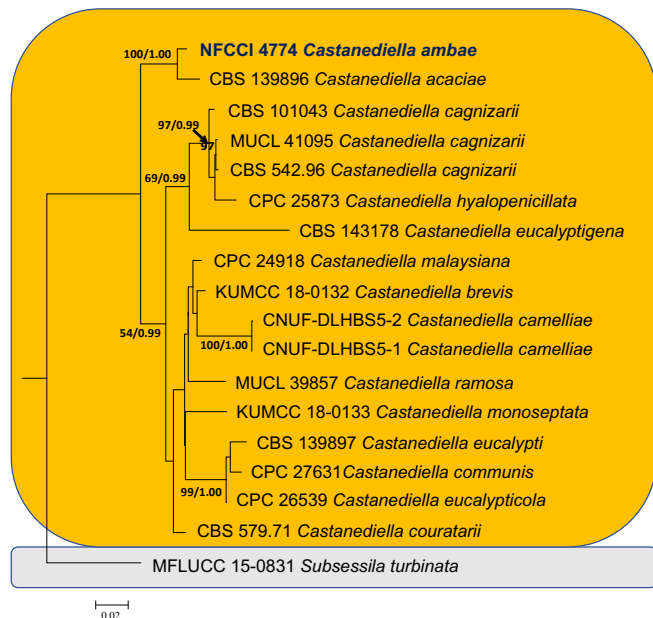 100/1.00 NFCCI 4774 Castanediella ambae
CBS 139896 Castanediella acaciae
CBS 101043 Castanediella cagnizarii
97/0.99
97 MUCL 41095 Castanediella cagnizarii
CBS 542.96 Castanediella cagnizarii
69/0.99
CPC 25873 Castanediella hyalopenicillata
CBS 143178 Castanediella eucalyptigena
CPC 24918 Castanediella malaysiana
KUMCC 18-0132 Castanediella brevis
CNUF-DLHBS5-2 Castanediella camelliae
54/0.99
100/1.00 CNUF-DLHBS5-1 Castanediella camelliae
MUCL 39857 Castanediella ramosa
KUMCC 18-0133 Castanediella monoseptata
CBS 139897 Castanediella eucalypti
CPC 27631Castanediella communis
99/1.00
CPC 26539 Castanediella eucalypticola
CBS 579.71 Castanediella couratarii
MFLUCC 15-0831 Subsessila turbinata
0.02